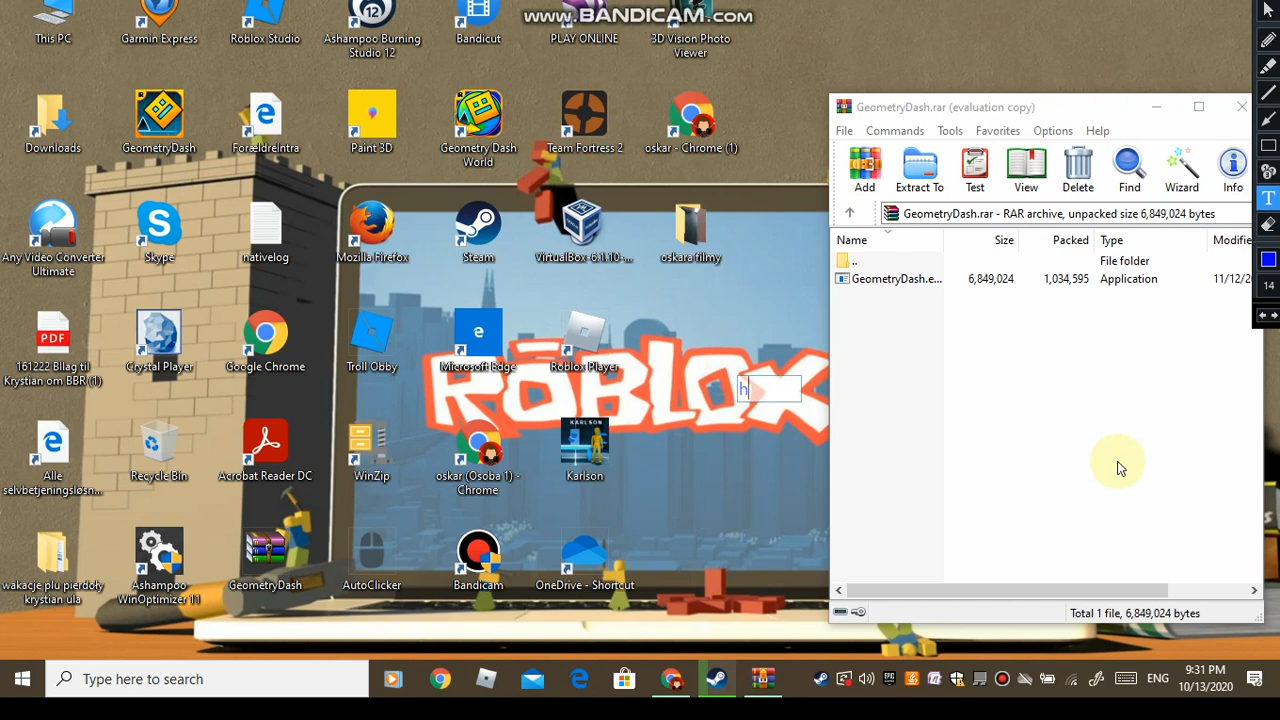 www.BANDICAM.com
This PC
Garmin Express
Roblox Studio
Ashampoo Burning
Studio 12
Bandicut
PLAY ONLINE
3D Vision Photo
Viewer
Downloads
GeometryDash
ForældreIntra
Paint 3D
Geometry Dash
World
Team Fortress 2
oskar - Chrome (1)
Any Video Converter
Ultimate
Skype
nativelog
Mozilla Firefox
Steam
VirtualBox-6.1.10-...
oskara filmy
PDF
161222 Bilag til
Krystian om BBR (1)
Crystal Player
Google Chrome
Troll Obby
Microsoft Edge
Roblox Player
ROBLOX
h
Alle
selvbetjeningsløsn...
Recycle Bin
Acrobat Reader DC
WinZip
oskar (Osoba 1) -
Chrome
KARLSON
Karlson
wakacje plu pierdoły
krystian ula
Ashampoo
WinOptimizer 11
GeometryDash
AutoClicker
Bandicam
OneDrive - Shortcut
GeometryDash.rar (evaluation copy)
File Commands Tools Favorites Options Help
Add Extract To Test View Delete Find Wizard Info
GeometryDash.rar - RAR archive, unpacked size 6,849,024 bytes
Name Size Packed Type Modifie
.. File folder
GeometryDash.e... 6,849,024 1,034,595 Application 11/12/2
Total 1 file, 6,849,024 bytes
T
14
Type here to search
ENG
9:31 PM
10/13/2020